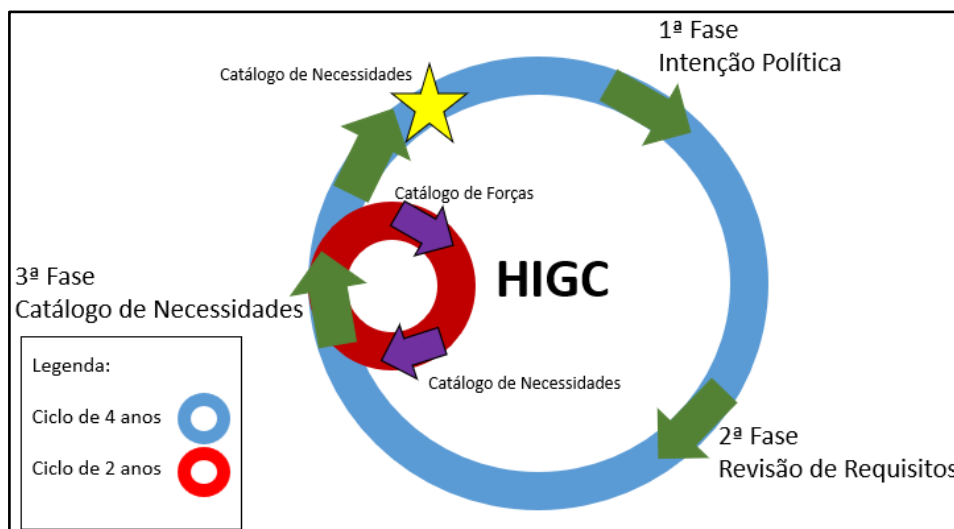 1ª Fase
Intenção Política
Catálogo de Necessidades
Catálogo de Forças
HIGC
3ª Fase
Catálogo de Necessidades
Catálogo de Necessidades
2ª Fase
Revisão de Requisitos
Legenda:
Ciclo de 4 anos
Ciclo de 2 anos